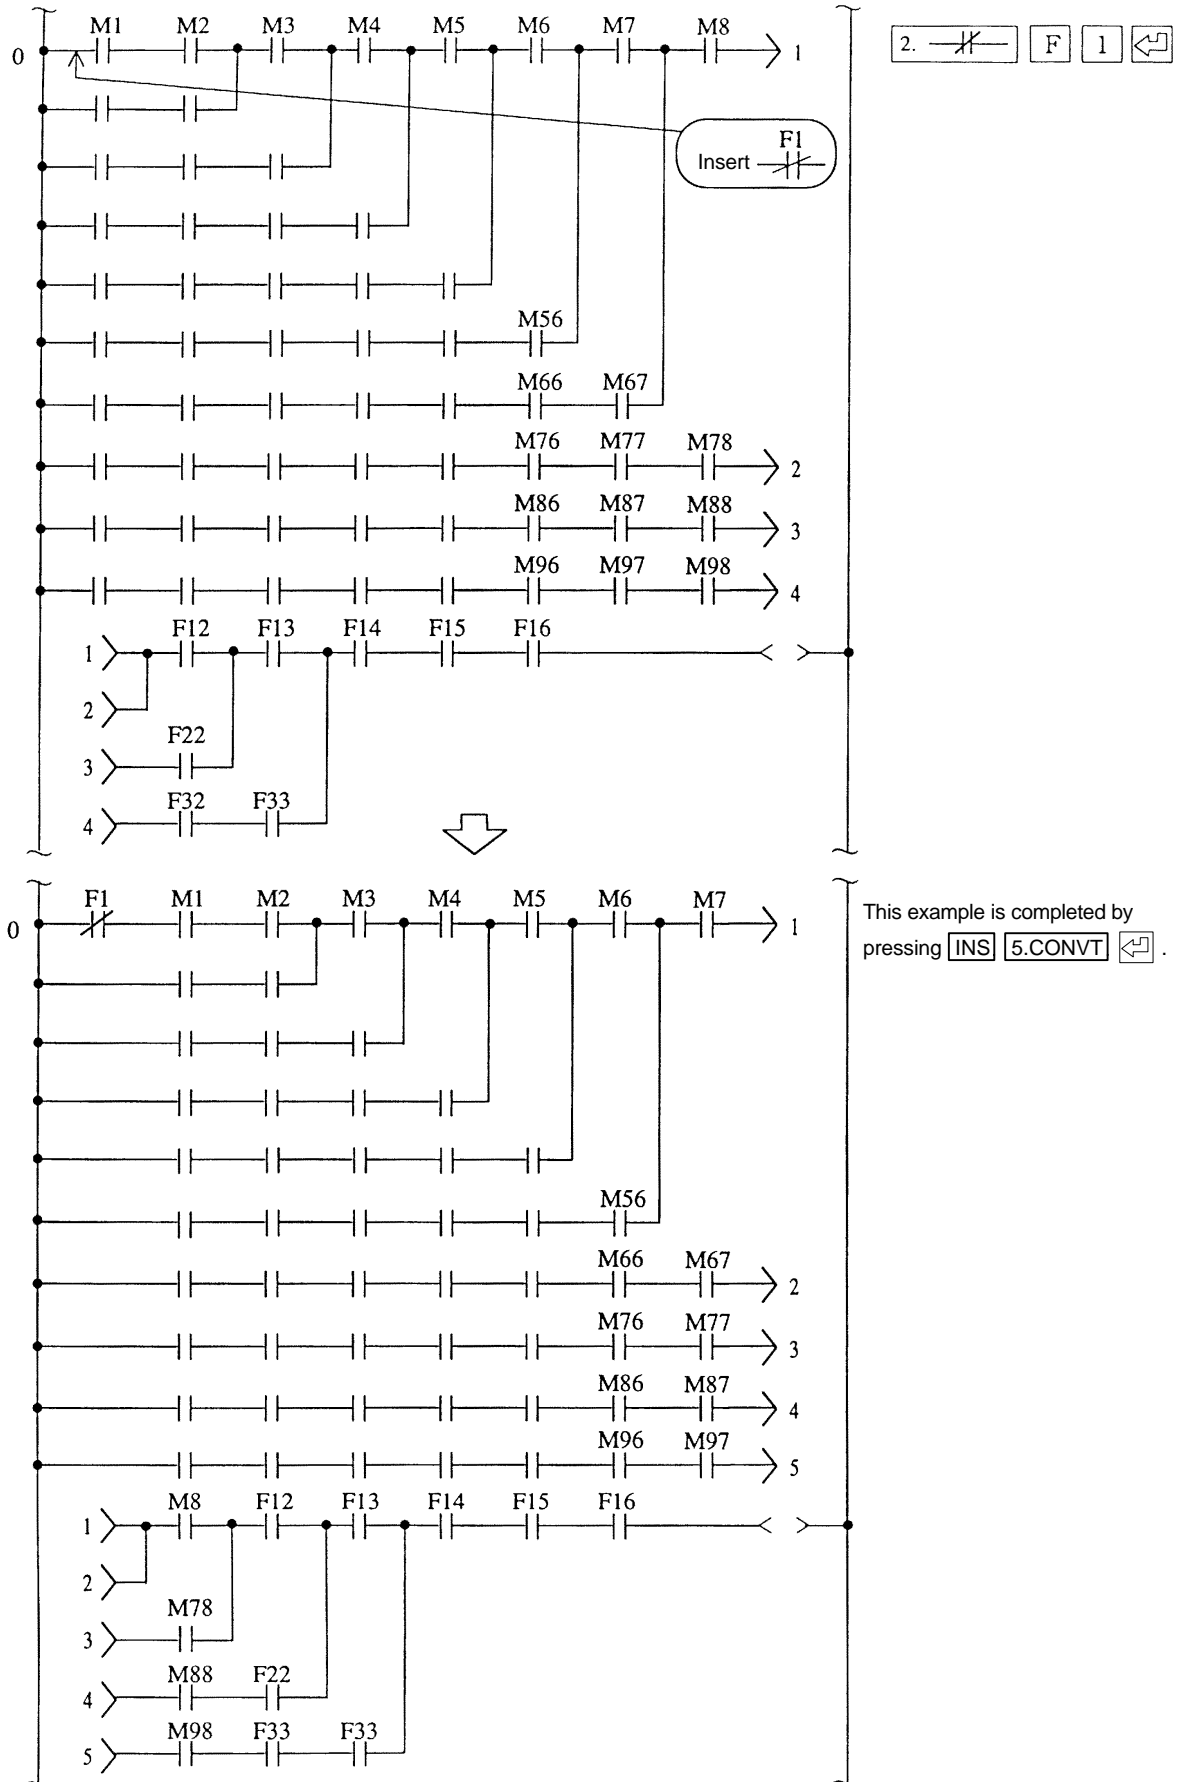 M1 M2 M3 M4 M5 M6 M7 M8
0 1
2. F 1
F1
Insert
M56
M66 M67
M76 M77 M78
2
M86 M87 M88
3
M96 M97 M98
4
F12 F13 F14 F15 F16
1
2
F22
3
F32 F33
4
F1 M1 M2 M3 M4 M5 M6 M7
0 1
This example is completed by
pressing INS 5.CONVT .
M56
M66 M67
2
M76 M77
3
M86 M87
4
M96 M97
5
M8 F12 F13 F14 F15 F16
1
2
M78
3
M88 F22
4
M98 F33 F33
5